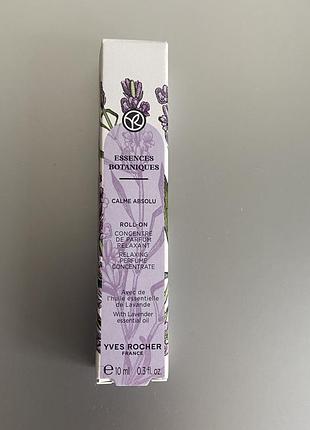 YR
ESSENCES
BOTANIQUES
CALME ABSOLU
ROLL-ON
CONCENTRÉ
DE PARFUM
RELAXANT
RELAXING
PERFUME
CONCENTRATE
Avec de
l'huile essentielle
de Lavande
With Lavender
essential oil
YVES ROCHER
FRANCE
e 10 ml 0.3 fl. oz.